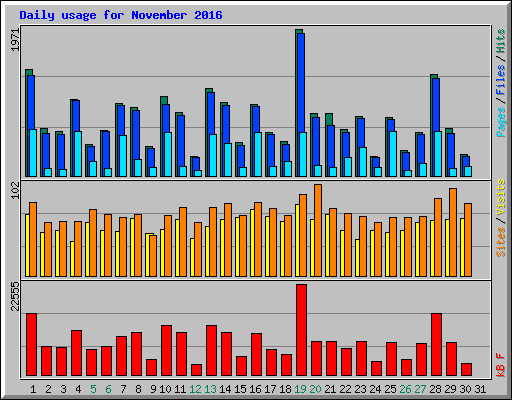 Daily usage for November 2016
1971
Pages / Files / Hits
102
Sites / Visits
22555
kB F
1 2 3 4 5 6 7 8 9 10 11 12 13 14 15 16 17 18 19 20 21 22 23 24 25 26 27 28 29 30 31